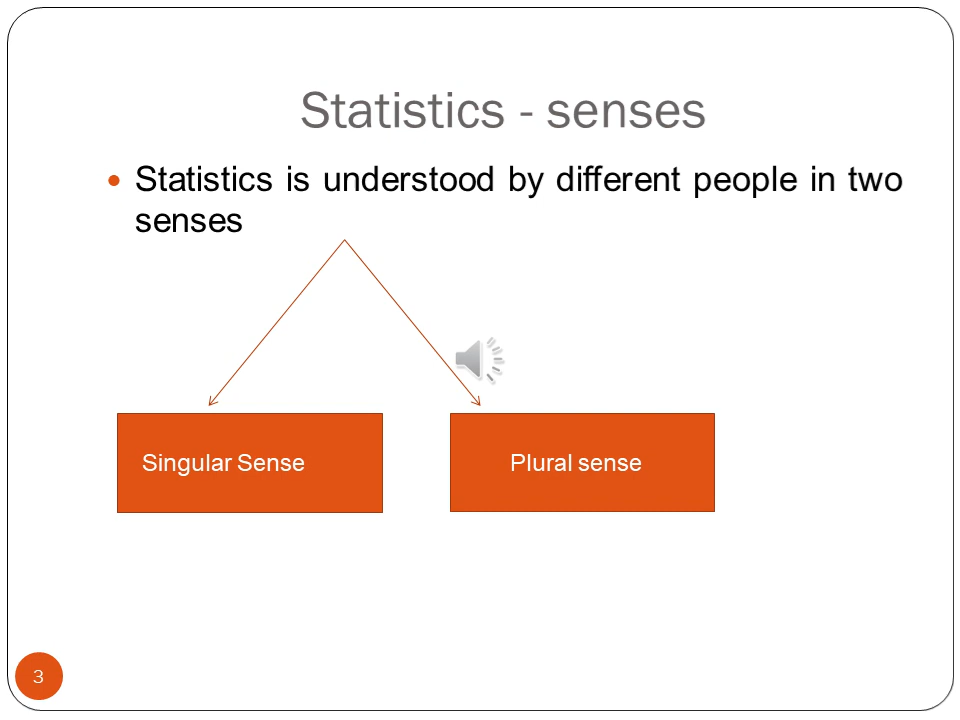 Statistics - senses
Statistics is understood by different people in two
senses
Singular Sense
Plural sense
3